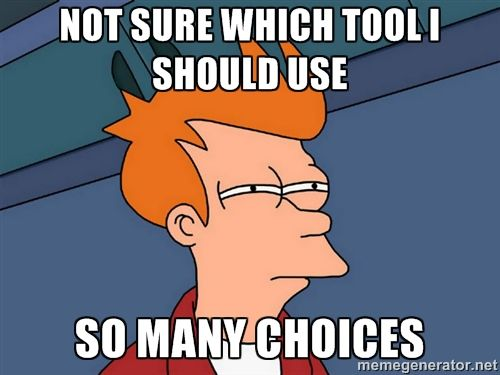 NOT SURE WHICH TOOL I
SHOULD USE
SO MANY CHOICES
memegenerator.net